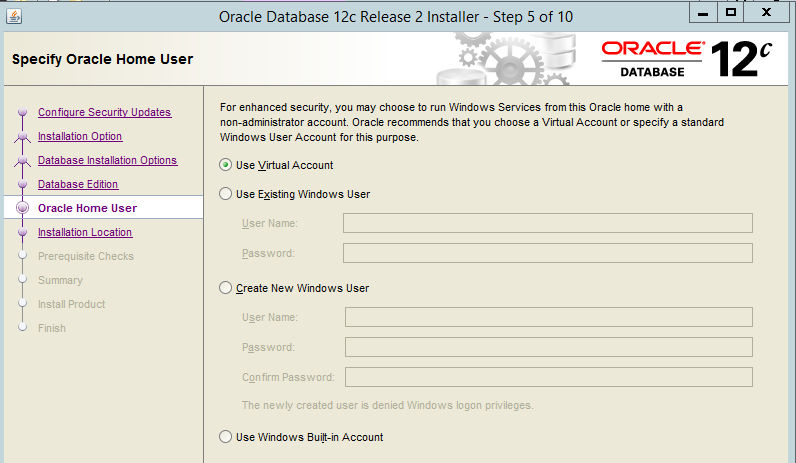 Oracle Database 12c Release 2 Installer - Step 5 of 10
Specify Oracle Home User
ORACLE®
DATABASE
12c
Configure Security Updates
Installation Option
Database Installation Options
Database Edition
Oracle Home User
Installation Location
Prerequisite Checks
Summary
Install Product
Finish
For enhanced security, you may choose to run Windows Services from this Oracle home with a
non-administrator account. Oracle recommends that you choose a Virtual Account or specify a standard
Windows User Account for this purpose.
Use Virtual Account
Use Existing Windows User
User Name:
Password:
Create New Windows User
User Name:
Password:
Confirm Password:
The newly created user is denied Windows logon privileges.
Use Windows Built-in Account